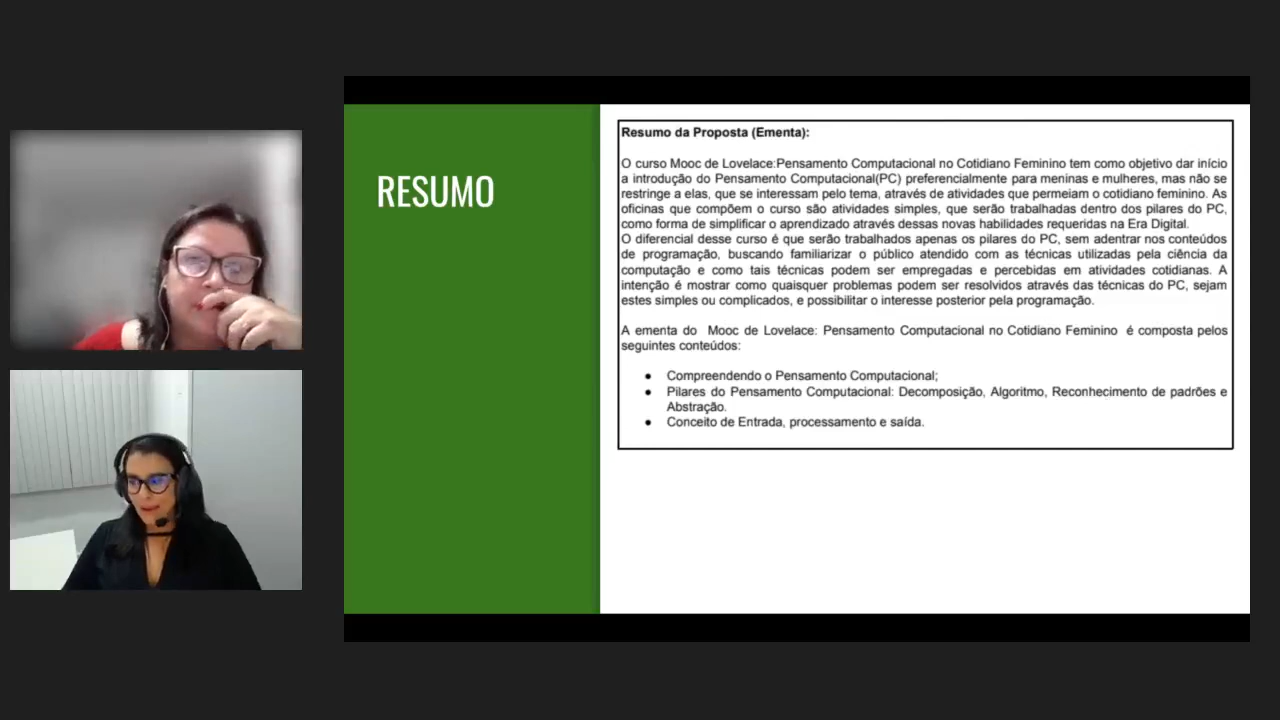 RESUMO
Resumo da Proposta (Ementa):
O curso Mooc de Lovelace:Pensamento Computacional no Cotidiano Feminino tem como objetivo dar início
a introdução do Pensamento Computacional(PC) preferencialmente para meninas e mulheres, mas não se
restringe a elas, que se interessam pelo tema, através de atividades que permeiam o cotidiano feminino. As
oficinas que compõem o curso são atividades simples, que serão trabalhadas dentro dos pilares do PC,
como forma de simplificar o aprendizado através dessas novas habilidades requeridas na Era Digital.
O diferencial desse curso é que serão trabalhados apenas os pilares do PC, sem adentrar nos conteúdos
de programação, buscando familiarizar o público atendido com as técnicas utilizadas pela ciência da
computação e como tais técnicas podem ser empregadas e percebidas em atividades cotidianas. A
intenção é mostrar como quaisquer problemas podem ser resolvidos através das técnicas do PC, sejam
estes simples ou complicados, e possibilitar o interesse posterior pela programação.
A ementa do Mooc de Lovelace: Pensamento Computacional no Cotidiano Feminino é composta pelos
seguintes conteúdos:
● Compreendendo o Pensamento Computacional;
● Pilares do Pensamento Computacional: Decomposição, Algoritmo, Reconhecimento de padrões e
Abstração.
● Conceito de Entrada, processamento e saída.